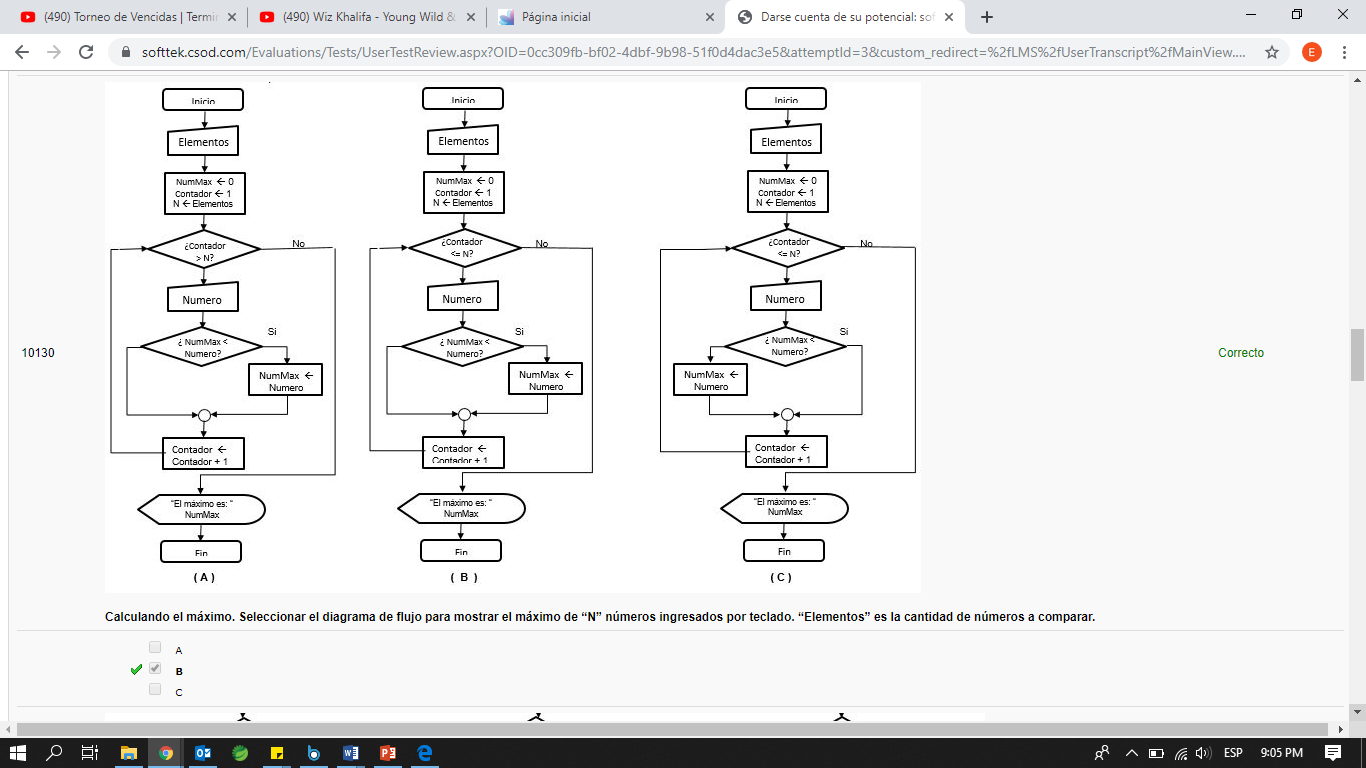 (490) Torneo de Vencidas | Termi
(490) Wiz Khalifa - Young Wild &
Página inicial
Darse cuenta de su potencial: sof
softtek.csod.com/Evaluations/Tests/UserTestReview.aspx?OID=0cc309fb-bf02-4dbf-9b98-51f0d4dac3e5&attemptId=3&custom_redirect=%2fLMS%2fUserTranscript%2fMainView....
E
10130
Inicio
Elementos
NumMax ← 0
Contador ← 1
N ← Elementos
¿Contador
> N?
No
Numero
¿ NumMax <
Numero?
Si
NumMax ←
Numero
Contador ←
Contador + 1
"El máximo es: "
NumMax
Fin
( A )
Inicio
Elementos
NumMax ← 0
Contador ← 1
N ← Elementos
¿Contador
<= N?
No
Numero
¿ NumMax <
Numero?
Si
NumMax ←
Numero
Contador ←
Contador + 1
"El máximo es: "
NumMax
Fin
( B )
Inicio
Elementos
NumMax ← 0
Contador ← 1
N ← Elementos
¿Contador
<= N?
No
Numero
¿ NumMax <
Numero?
Si
NumMax ←
Numero
Contador ←
Contador + 1
"El máximo es: "
NumMax
Fin
( C )
Correcto
Calculando el máximo. Seleccionar el diagrama de flujo para mostrar el máximo de “N” números ingresados por teclado. “Elementos” es la cantidad de números a comparar.
A
B
C
ESP
9:05 PM